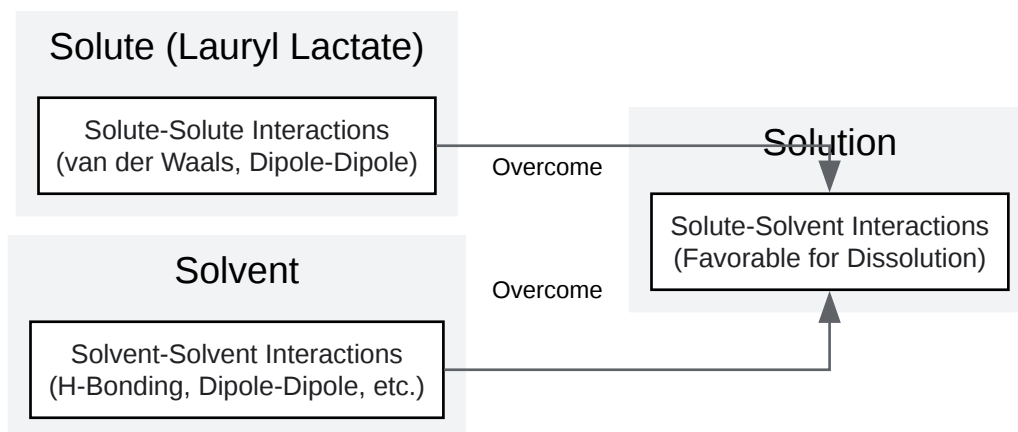 Solute (Lauryl Lactate)
Solute-Solute Interactions
(van der Waals, Dipole-Dipole)
Overcome
Solution
Solute-Solvent Interactions
(Favorable for Dissolution)
Solvent
Overcome
Solvent-Solvent Interactions
(H-Bonding, Dipole-Dipole, etc.)